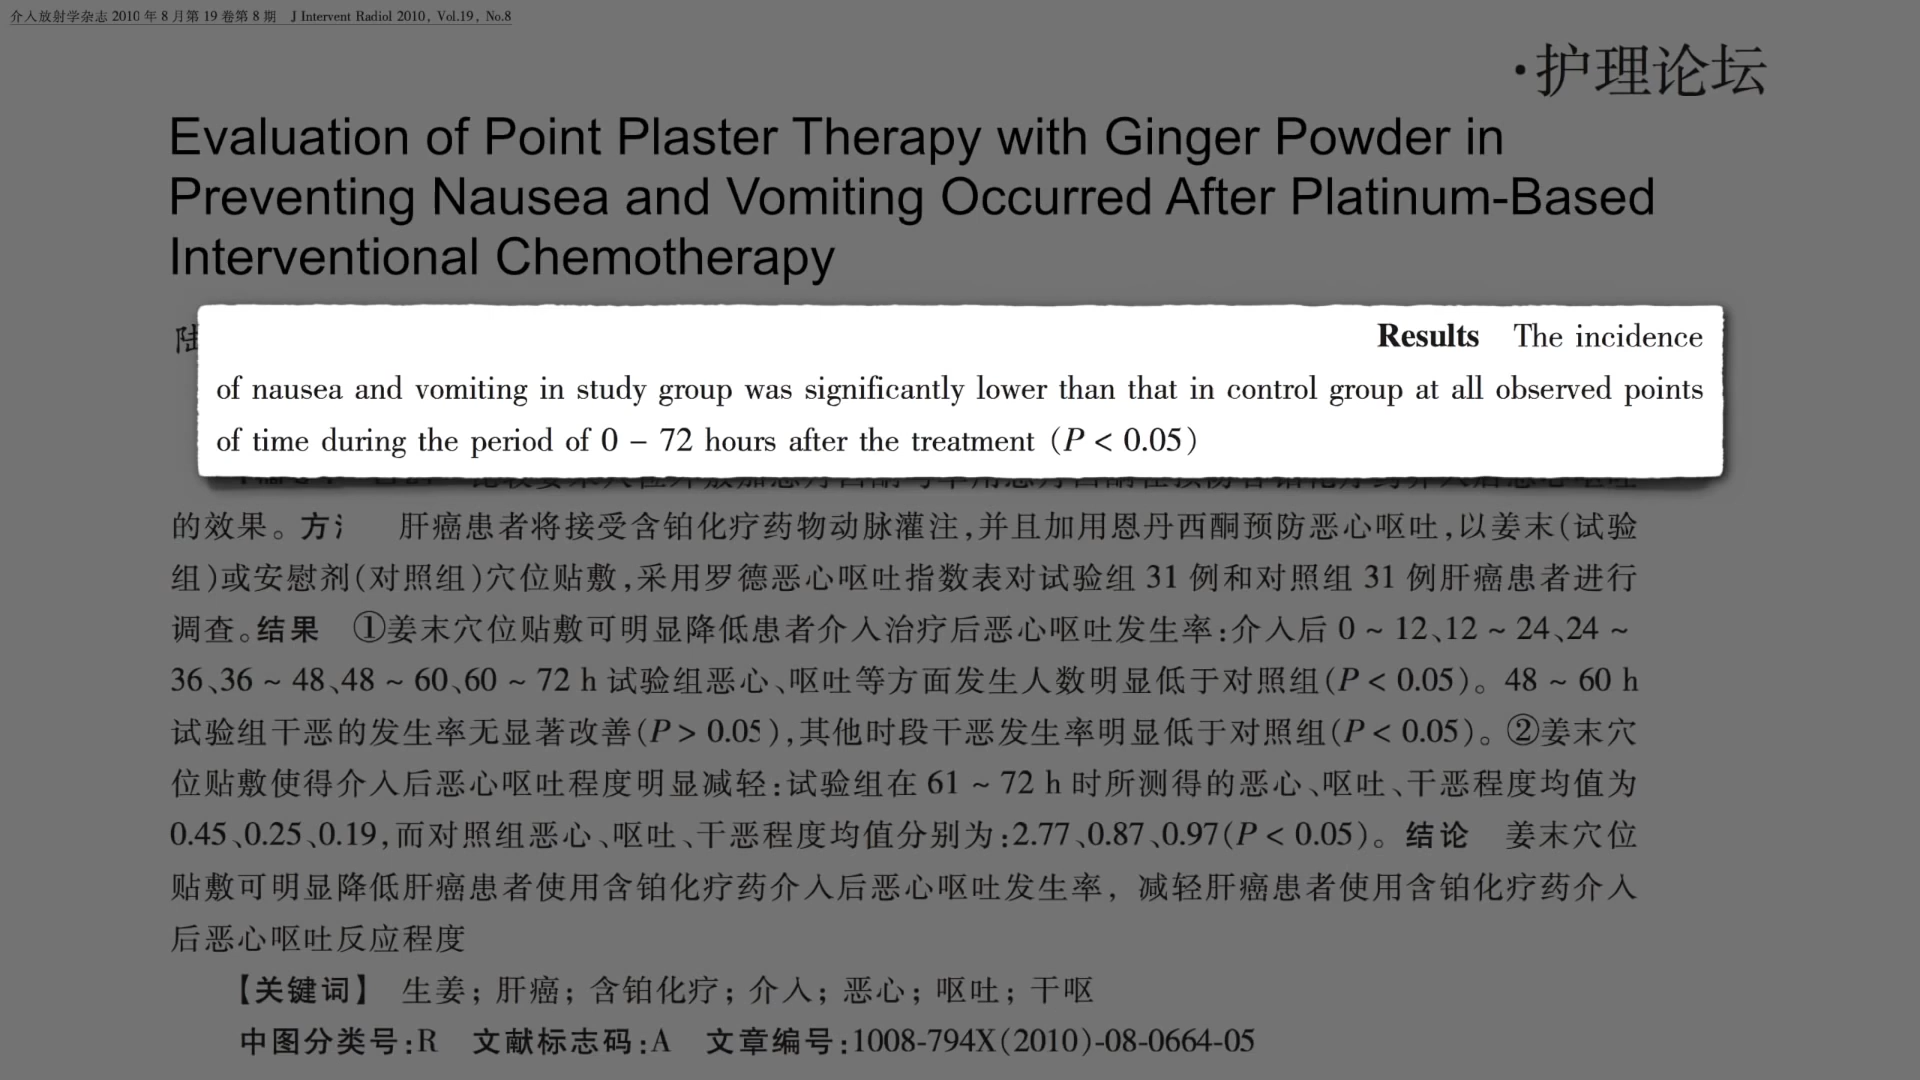 介入放射学杂志 2010 年 8 月第 19 卷第 8 期 J Intervent Radiol 2010, Vol.19, No.8
·护理论坛
Evaluation of Point Plaster Therapy with Ginger Powder in
Preventing Nausea and Vomiting Occurred After Platinum-Based
Interventional Chemotherapy
陆
Results The incidence
of nausea and vomiting in study group was significantly lower than that in control group at all observed points
of time during the period of 0 – 72 hours after the treatment (P < 0.05)
的效果。方 肝癌患者将接受含铂化疗药物动脉灌注,并且加用恩丹西酮预防恶心呕吐,以姜末(试验
组)或安慰剂(对照组)穴位贴敷,采用罗德恶心呕吐指数表对试验组 31 例和对照组 31 例肝癌患者进行
调查。结果 ①姜末穴位贴敷可明显降低患者介入治疗后恶心呕吐发生率:介入后 0 ~ 12、12 ~ 24、24 ~
36、36 ~ 48、48 ~ 60、60 ~ 72 h 试验组恶心、呕吐等方面发生人数明显低于对照组(P < 0.05)。48 ~ 60 h
试验组干恶的发生率无显著改善(P > 0.05),其他时段干恶发生率明显低于对照组(P < 0.05)。②姜末穴
位贴敷使得介入后恶心呕吐程度明显减轻:试验组在 61 ~ 72 h 时所测得的恶心、呕吐、干恶程度均值为
0.45、0.25、0.19,而对照组恶心、呕吐、干恶程度均值分别为:2.77、0.87、0.97(P < 0.05)。结论 姜末穴位
贴敷可明显降低肝癌患者使用含铂化疗药介入后恶心呕吐发生率, 减轻肝癌患者使用含铂化疗药介入
后恶心呕吐反应程度
【关键词】 生姜; 肝癌; 含铂化疗; 介入; 恶心; 呕吐; 干呕
中图分类号:R 文献标志码:A 文章编号:1008-794X(2010)-08-0664-05